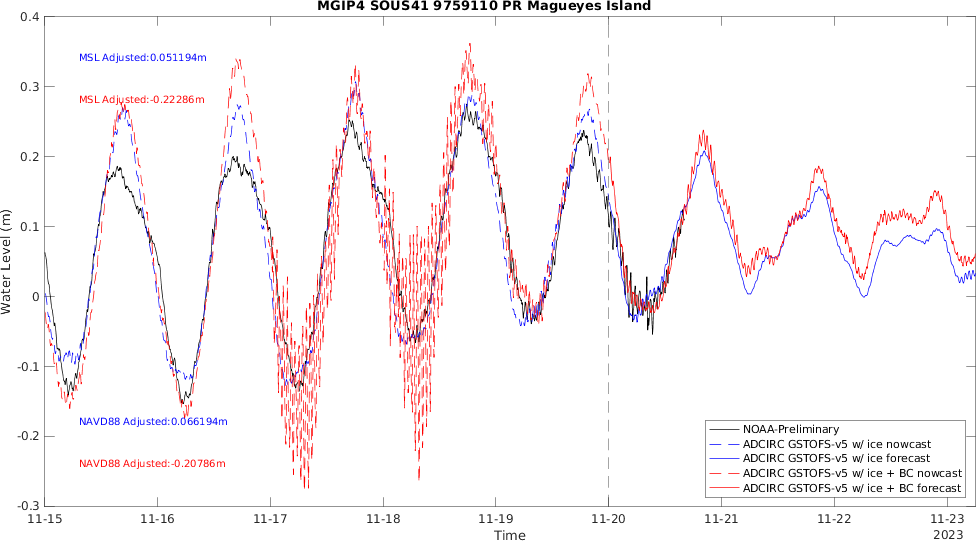 MGIP4 SOUS41 9759110 PR Magueyes Island
0.4
0.3
0.2
0.1
0
-0.1
-0.2
-0.3
Water Level (m)
MSL Adjusted:0.051194m
MSL Adjusted:-0.22286m
NAVD88 Adjusted:0.066194m
NAVD88 Adjusted:-0.20786m
NOAA-Preliminary
ADCIRC GSTOFS-v5 w/ ice nowcast
ADCIRC GSTOFS-v5 w/ ice forecast
ADCIRC GSTOFS-v5 w/ ice + BC nowcast
ADCIRC GSTOFS-v5 w/ ice + BC forecast
11-15 11-16 11-17 11-18 11-19 11-20 11-21 11-22 11-23
Time
2023